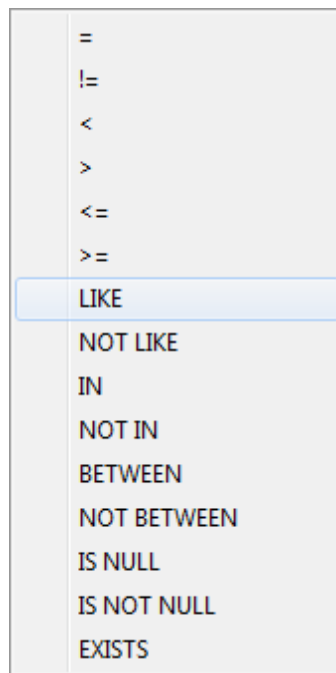 =
!=
<
>
<=
>=
LIKE
NOT LIKE
IN
NOT IN
BETWEEN
NOT BETWEEN
IS NULL
IS NOT NULL
EXISTS